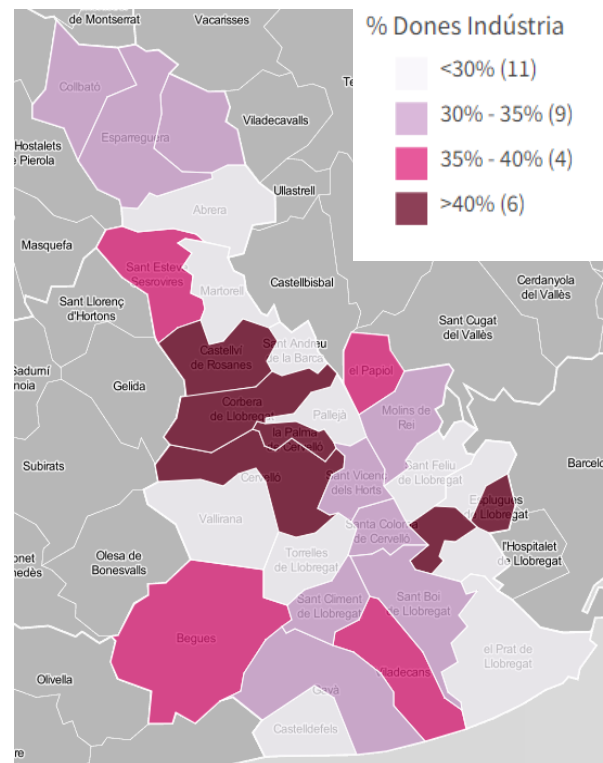 de Montserrat
Vacarisses
% Dones Indústria
<30% (11)
30% - 35% (9)
35% - 40% (4)
>40% (6)
Collbató
Viladecavalls
Esparreguera
Hostalets
Pierola
Ullastrell
Abrera
Masquefa
Sant Esteve
Sesrovires
Castellbisbal
Cerdanyola
del Vallès
Martorell
Sant Llorenç
d'Hortons
Sant Cugat
del Vallès
Sant Andreu
de la Barca
Castellví
de Rosanes
el Papiol
Gelida
Corbera
de Llobregat
Pallejà
Molins de
Rei
la Palma
de Cervelló
Subirats
Cervelló
Sant Vicenç
dels Horts
Sant Feliu
de Llobregat
Esplugues
de Llobregat
Vallirana
Santa Coloma
de Cervelló
l'Hospitalet
de Llobregat
Olesa de
Bonesvalls
Torrelles
de Llobregat
Sant Climent
de Llobregat
Sant Boi
de Llobregat
Begues
el Prat de
Llobregat
Olivella
Viladecans
Gavà
Castelldefels